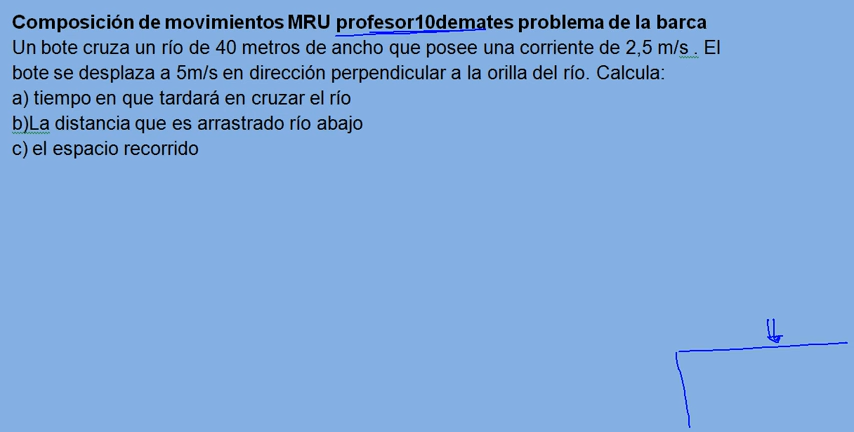 Composición de movimientos MRU profesor10demates problema de la barca
Un bote cruza un río de 40 metros de ancho que posee una corriente de 2,5 m/s . El
bote se desplaza a 5m/s en dirección perpendicular a la orilla del río. Calcula:
a) tiempo en que tardará en cruzar el río
b)La distancia que es arrastrado río abajo
c) el espacio recorrido